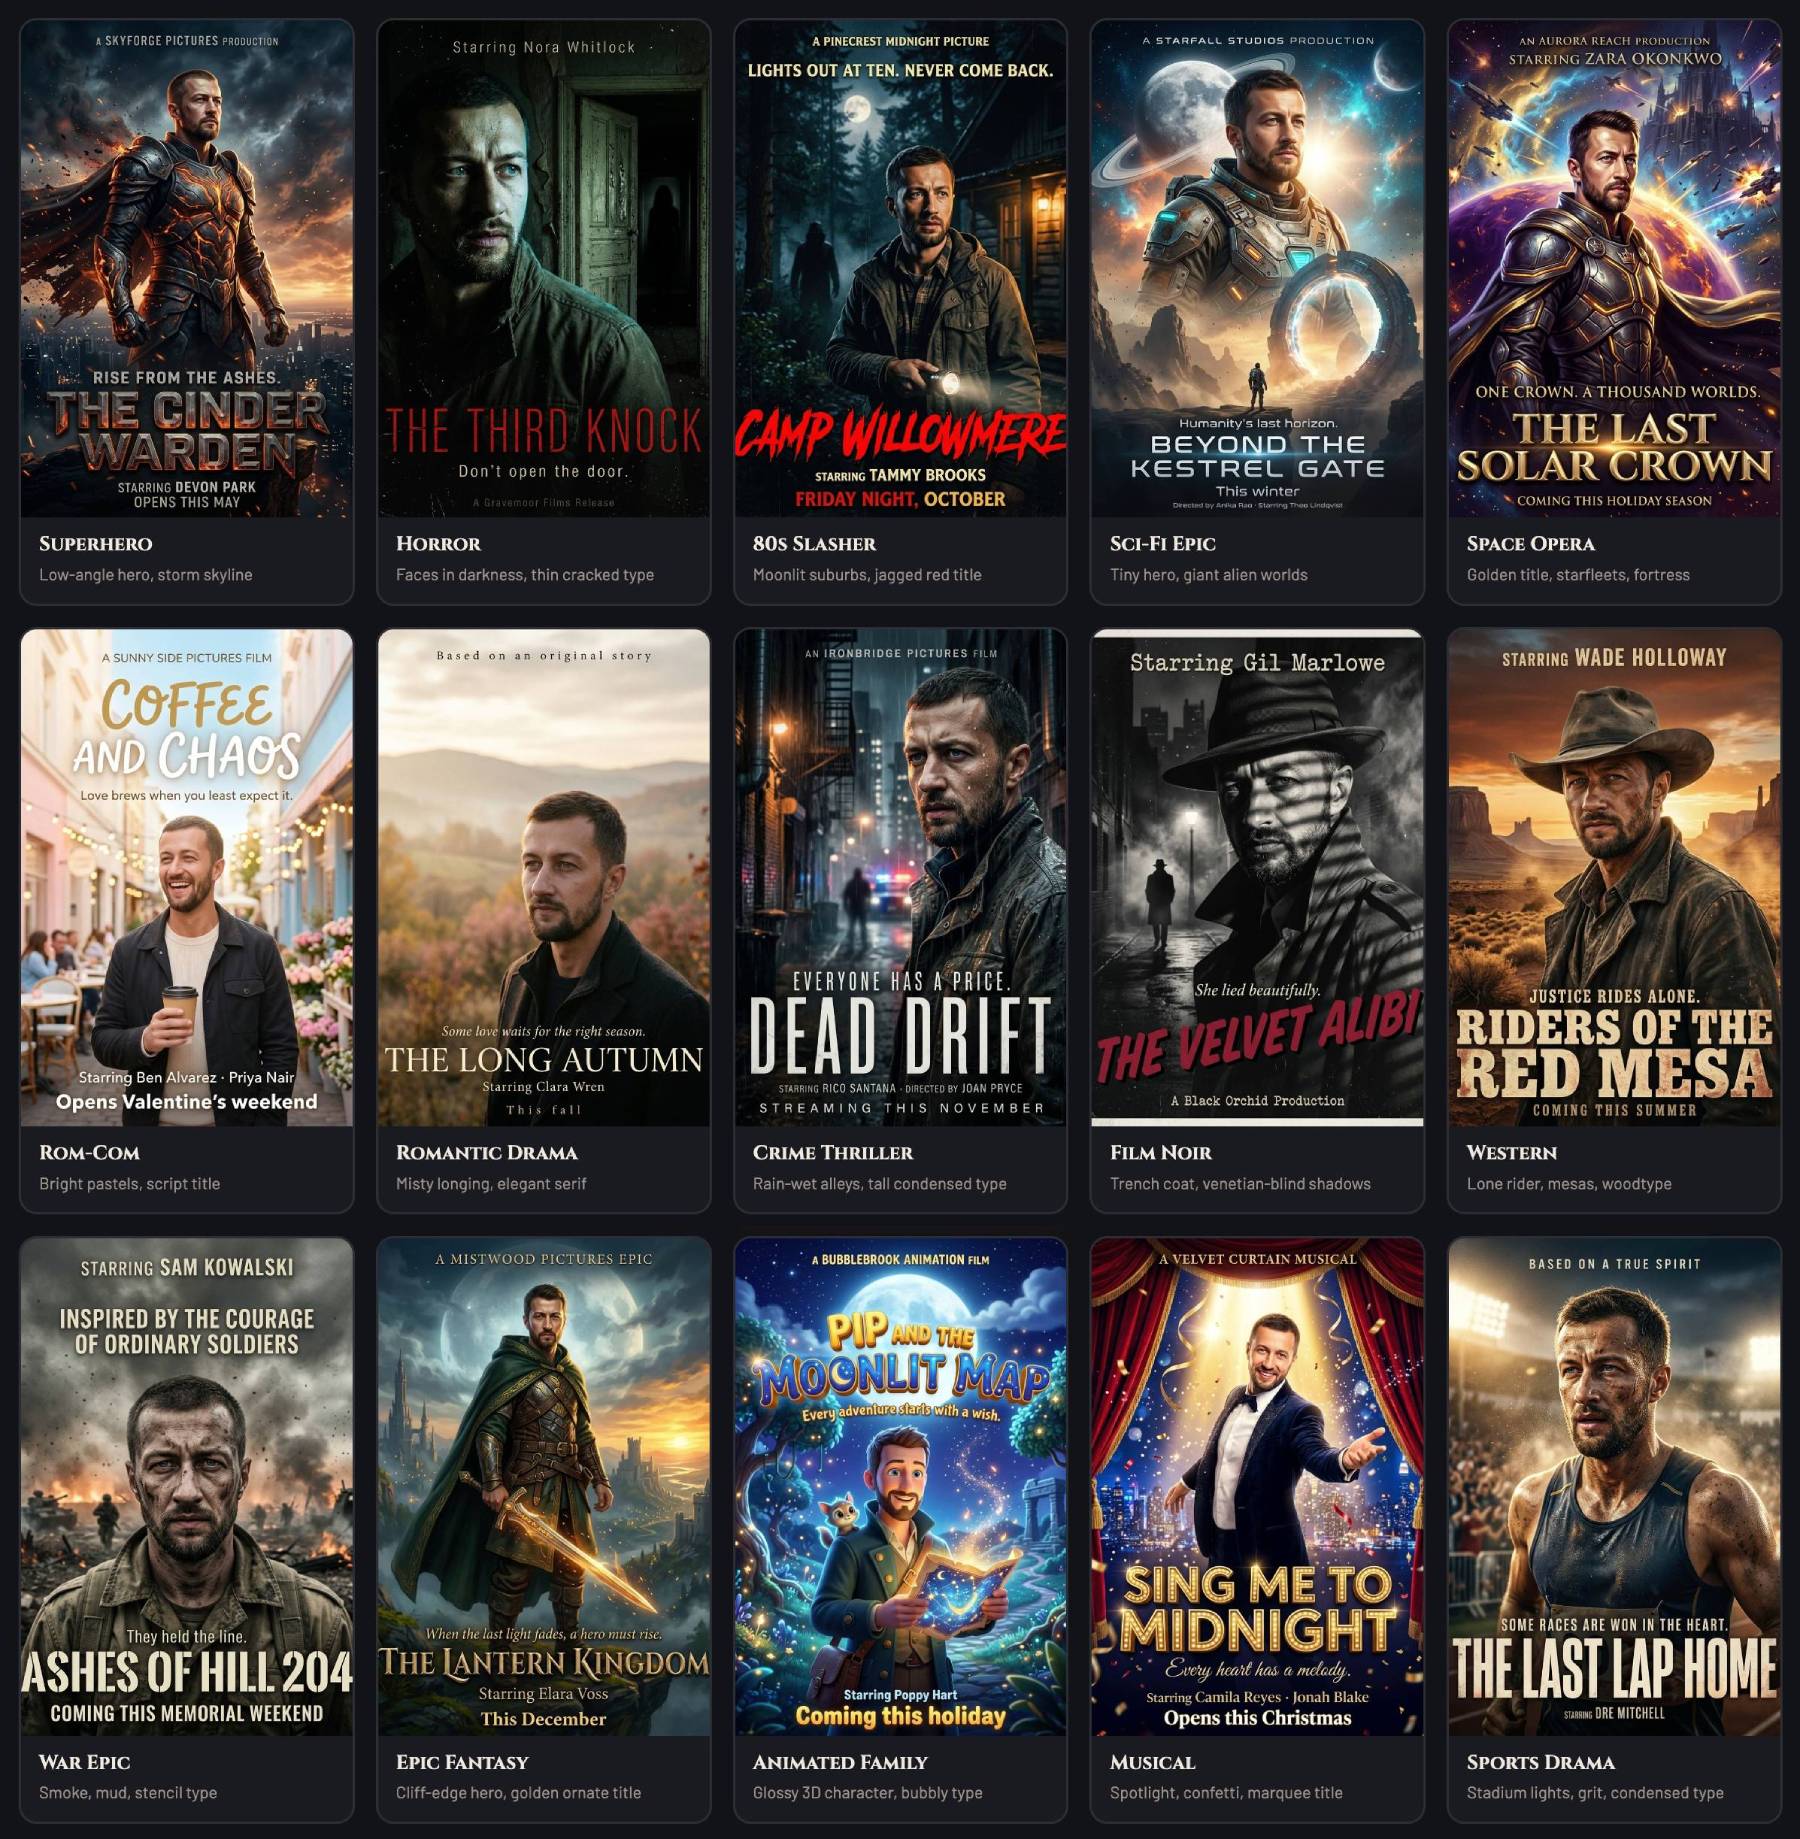 A SKYFORGE PICTURES PRODUCTION
RISE FROM THE ASHES.
THE CINDER
WARDEN
STARRING DEVON PARK
OPENS THIS MAY
SUPERHERO
Low-angle hero, storm skyline
Starring Nora Whitlock
THE THIRD KNOCK
Don't open the door.
A Gravemoor Films Release
HORROR
Faces in darkness, thin cracked type
A PINECREST MIDNIGHT PICTURE
LIGHTS OUT AT TEN. NEVER COME BACK.
CAMP WILLOWMERE
STARRING TAMMY BROOKS
FRIDAY NIGHT, OCTOBER
80S SLASHER
Moonlit suburbs, jagged red title
A STARFALL STUDIOS PRODUCTION
Humanity's last horizon.
BEYOND THE
KESTREL GATE
This winter
Directed by Anika Rao · Starring Theo Lindqvist
SCI-FI EPIC
Tiny hero, giant alien worlds
AN AURORA REACH PRODUCTION
STARRING ZARA OKONKWO
ONE CROWN. A THOUSAND WORLDS.
THE LAST
SOLAR CROWN
COMING THIS HOLIDAY SEASON
SPACE OPERA
Golden title, starfleets, fortress
A SUNNY SIDE PICTURES FILM
COFFEE
AND CHAOS
Love brews when you least expect it.
Starring Ben Alvarez · Priya Nair
Opens Valentine's weekend
ROM-COM
Bright pastels, script title
Based on an original story
Some love waits for the right season.
THE LONG AUTUMN
Starring Clara Wren
This fall
ROMANTIC DRAMA
Misty longing, elegant serif
AN IRONBRIDGE PICTURES FILM
EVERYONE HAS A PRICE.
DEAD DRIFT
STARRING RICO SANTANA · DIRECTED BY JOAN PRYCE
STREAMING THIS NOVEMBER
CRIME THRILLER
Rain-wet alleys, tall condensed type
Starring Gil Marlowe
She lied beautifully.
THE VELVET ALIBI
A Black Orchid Production
FILM NOIR
Trench coat, venetian-blind shadows
STARRING WADE HOLLOWAY
JUSTICE RIDES ALONE.
RIDERS OF THE
RED MESA
COMING THIS SUMMER
WESTERN
Lone rider, mesas, woodtype
STARRING SAM KOWALSKI
INSPIRED BY THE COURAGE
OF ORDINARY SOLDIERS
They held the line.
ASHES OF HILL 204
COMING THIS MEMORIAL WEEKEND
WAR EPIC
Smoke, mud, stencil type
A MISTWOOD PICTURES EPIC
When the last light fades, a hero must rise.
THE LANTERN KINGDOM
Starring Elara Voss
This December
EPIC FANTASY
Cliff-edge hero, golden ornate title
A BUBBLEBROOK ANIMATION FILM
PIP AND THE
MOONLIT MAP
Every adventure starts with a wish.
Starring Poppy Hart
Coming this holiday
ANIMATED FAMILY
Glossy 3D character, bubbly type
A VELVET CURTAIN MUSICAL
SING ME TO
MIDNIGHT
Every heart has a melody.
Starring Camila Reyes · Jonah Blake
Opens this Christmas
MUSICAL
Spotlight, confetti, marquee title
BASED ON A TRUE SPIRIT
SOME RACES ARE WON IN THE HEART.
THE LAST LAP HOME
STARRING DRE MITCHELL
SPORTS DRAMA
Stadium lights, grit, condensed type